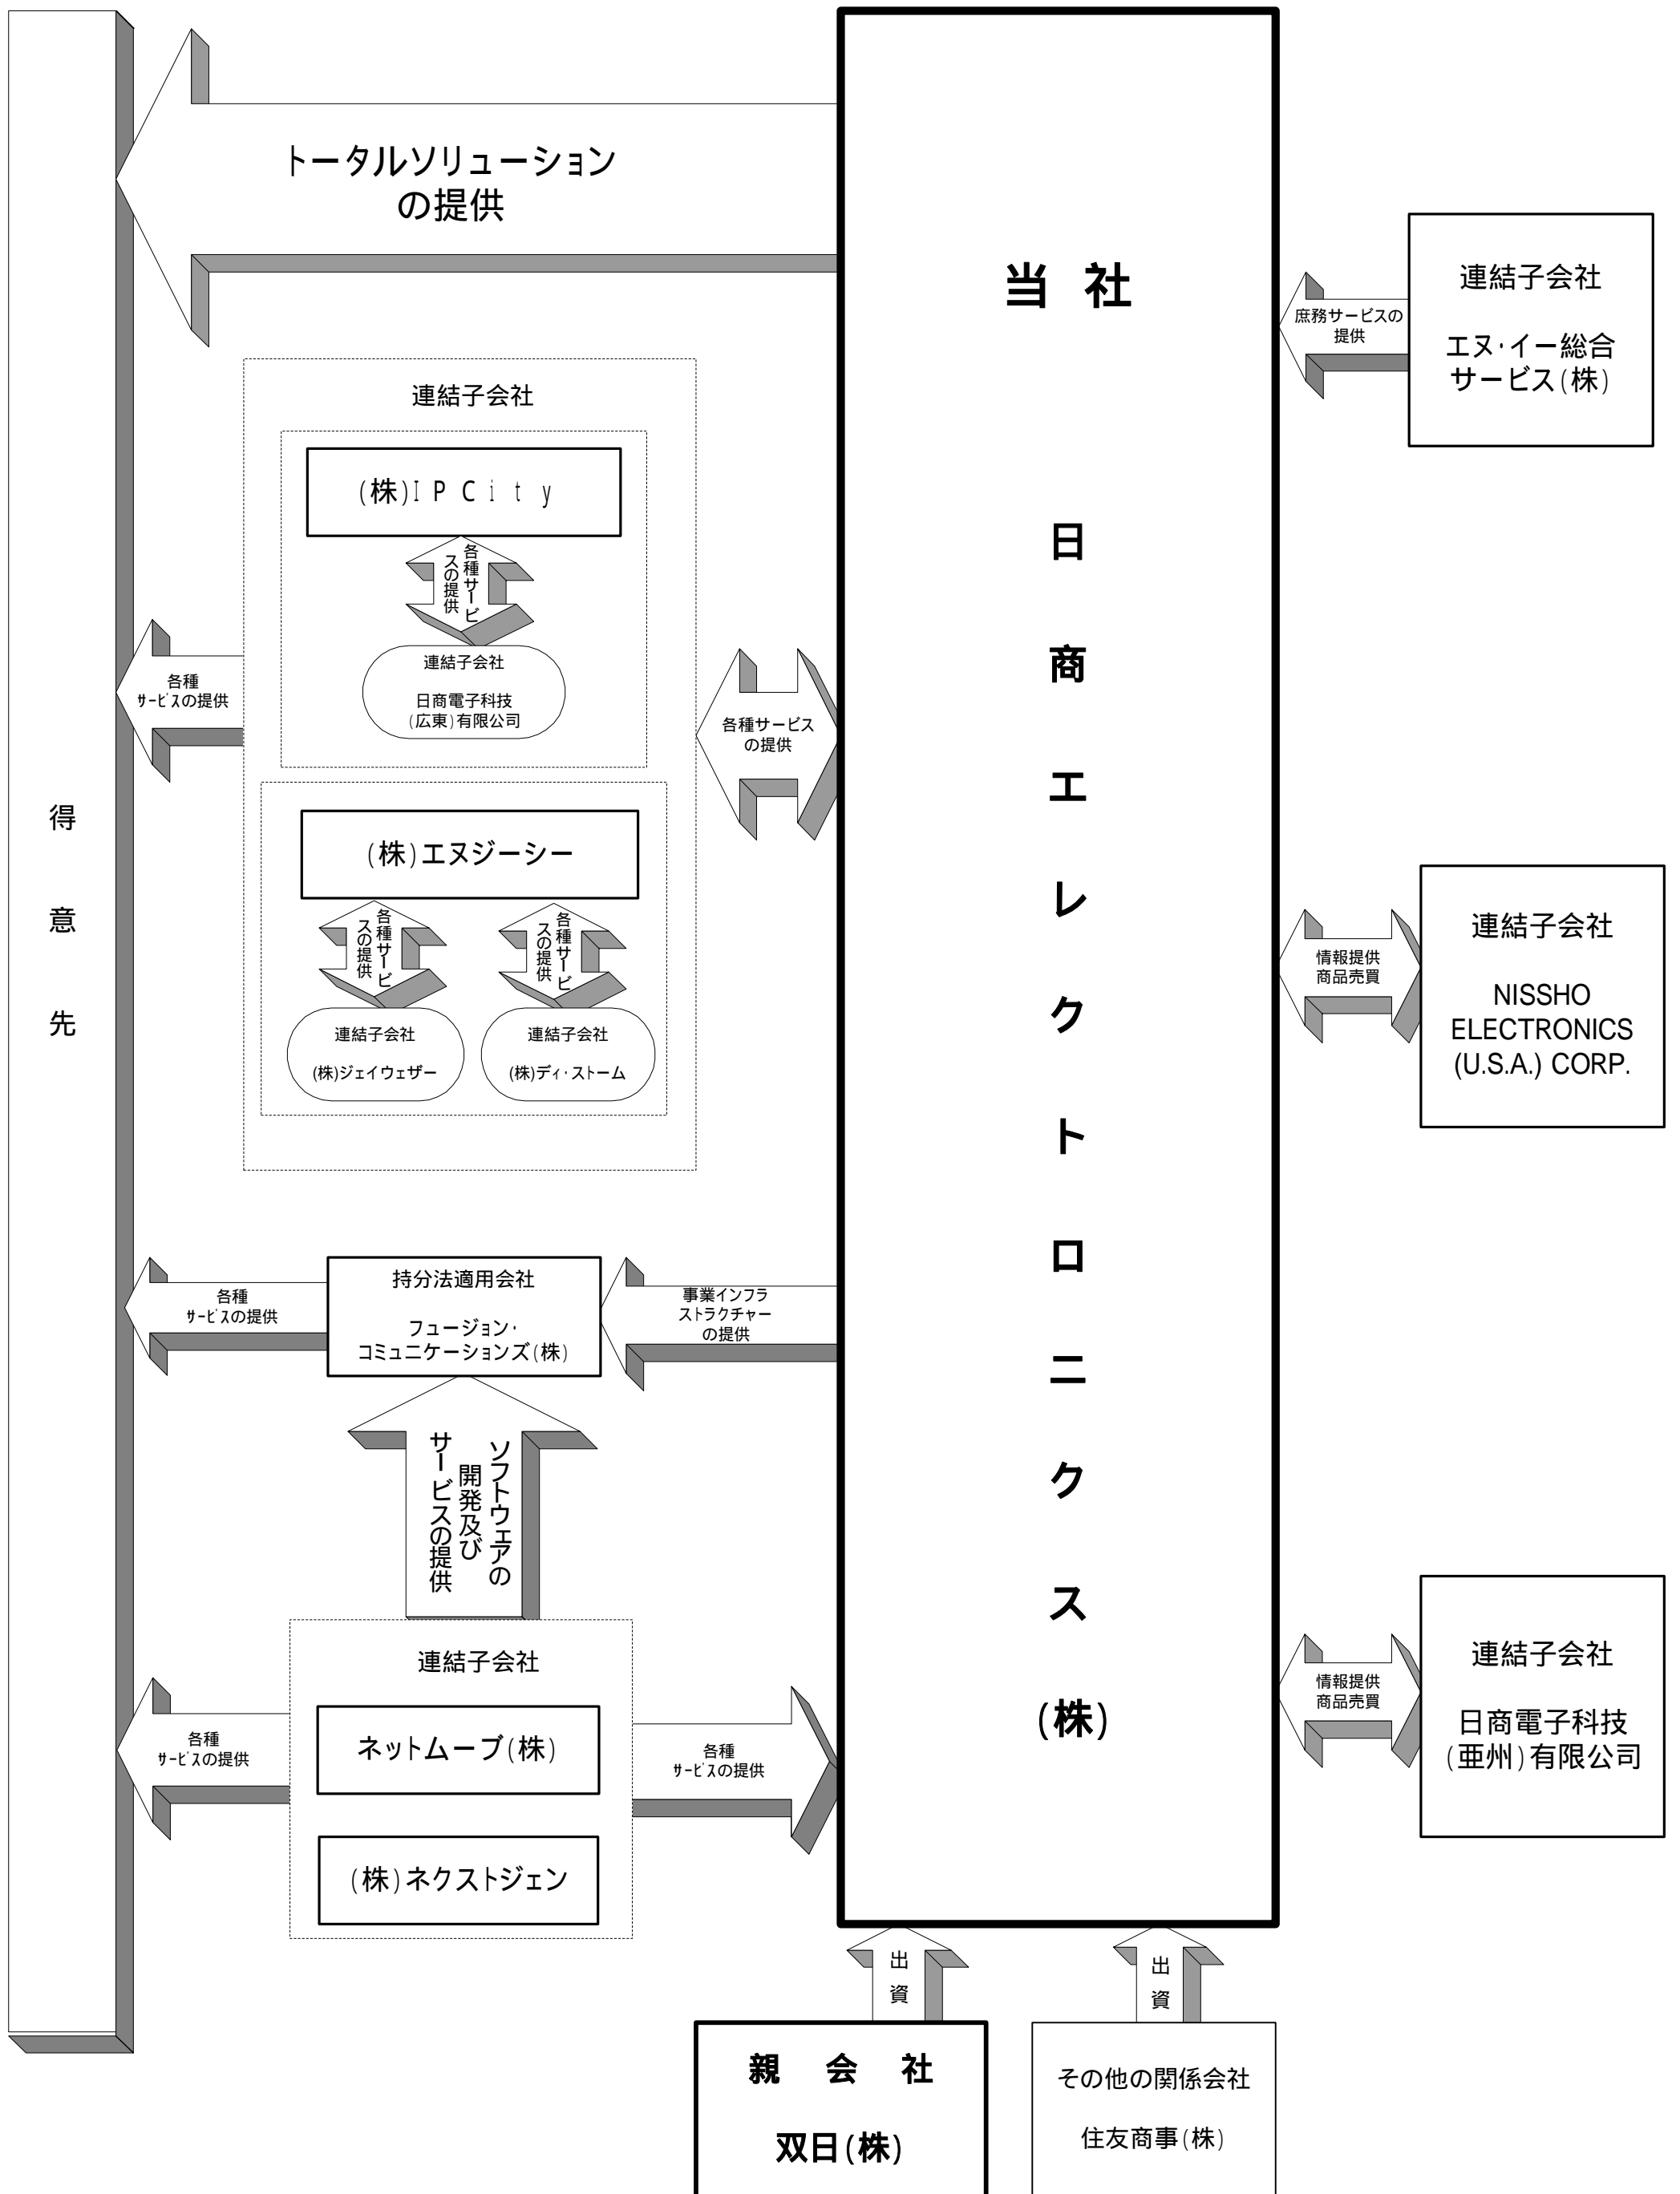 トータルソリューション
の提供
当 社
日商エレクトロニクス(株)
連結子会社
エヌ・イー総合
サービス(株)
庶務サービスの
提供
連結子会社
(株)IPCity
各種サービ
スの提供
連結子会社
日商電子科技
(広東)有限公司
各種
サービスの提供
各種サービス
の提供
得意先
(株)エヌジーシー
各種サービ
スの提供
各種サービ
スの提供
連結子会社
(株)ジェイウェザー
連結子会社
(株)ディ・ストーム
情報提供
商品売買
連結子会社
NISSHO
ELECTRONICS
(U.S.A.) CORP.
各種
サービスの提供
持分法適用会社
フュージョン・
コミュニケーションズ(株)
事業インフラ
ストラクチャー
の提供
ソフトウェアの
開発及び
サービスの提供
連結子会社
ネットムーブ(株)
(株)ネクストジェン
各種
サービスの提供
各種
サービスの提供
情報提供
商品売買
連結子会社
日商電子科技
(亜州)有限公司
出資
出資
親 会 社
双日(株)
その他の関係会社
住友商事(株)